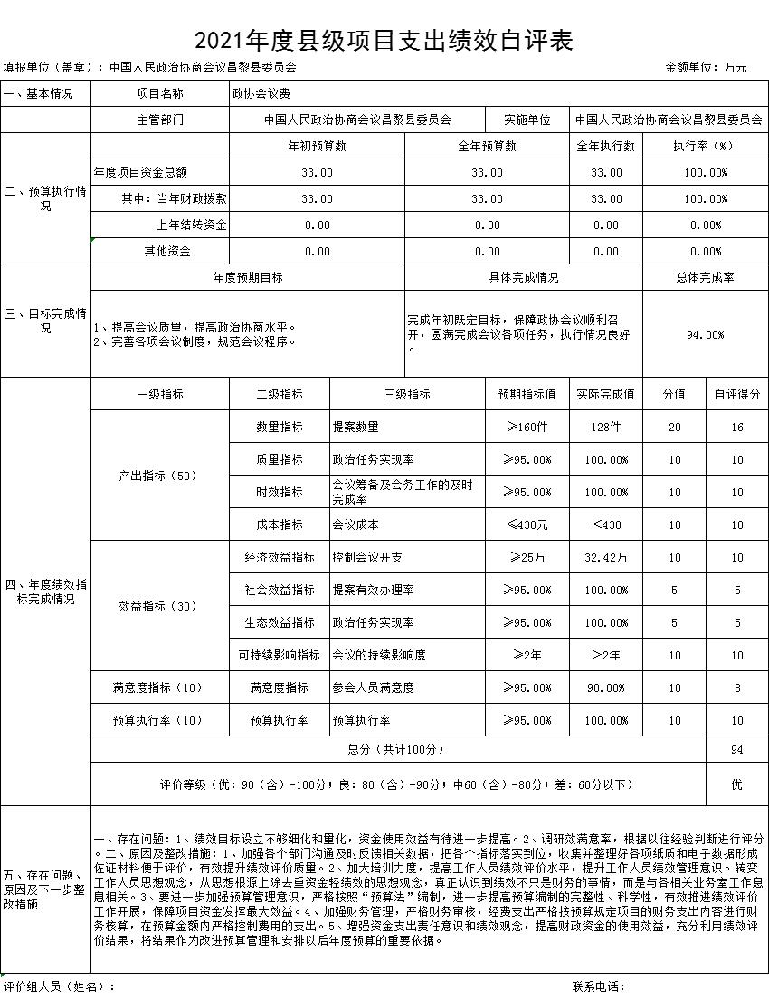 2021年度县级项目支出绩效自评表
填报单位（盖章）：中国人民政治协商会议昌黎县委员会 金额单位：万元
一、基本情况 项目名称 政协会议费
主管部门 中国人民政治协商会议昌黎县委员会 实施单位 中国人民政治协商会议昌黎县委员会
二、预算执行情况
年初预算数 全年预算数 全年执行数 执行率（%）
年度项目资金总额 33.00 33.00 33.00 100.00%
其中：当年财政拨款 33.00 33.00 33.00 100.00%
上年结转资金 0.00 0.00 0.00 0.00%
其他资金 0.00 0.00 0.00 0.00%
三、目标完成情况
年度预期目标 具体完成情况 总体完成率
1、提高会议质量，提高政治协商水平。
2、完善各项会议制度，规范会议程序。
完成年初既定目标，保障政协会议顺利召
开，圆满完成会议各项任务，执行情况良好
。
94.00%
四、年度绩效指标完成情况
一级指标 二级指标 三级指标 预期指标值 实际完成值 分值 自评得分
产出指标（50）
数量指标 提案数量 ≥160件 128件 20 16
质量指标 政治任务实现率 ≥95.00% 100.00% 10 10
时效指标 会议筹备及会务工作的及时完成率 ≥95.00% 100.00% 10 10
成本指标 会议成本 ≤430元 ＜430 10 10
效益指标（30）
经济效益指标 控制会议开支 ≥25万 32.42万 10 10
社会效益指标 提案有效办理率 ≥95.00% 100.00% 5 5
生态效益指标 政治任务实现率 ≥95.00% 100.00% 5 5
可持续影响指标 会议的持续影响度 ≥2年 ＞2年 10 10
满意度指标（10） 满意度指标 参会人员满意度 ≥95.00% 90.00% 10 8
预算执行率（10） 预算执行率 预算执行率 ≥95.00% 100.00% 10 10
总分（共计100分） 94
评价等级（优：90（含）-100分；良：80（含）-90分；中60（含）-80分；差：60分以下） 优
五、存在问题、原因及下一步整改措施
一、存在问题：1、绩效目标设立不够细化和量化，资金使用效益有待进一步提高。2、调研效满意率，根据以往经验判断进行评分
。二、原因及整改措施：1、加强各个部门沟通及时反馈相关数据，把各个指标落实到位，收集并整理好各项纸质和电子数据形成
佐证材料便于评价，有效提升绩效评价质量。2、加大培训力度，提高工作人员绩效评价水平，提升工作人员绩效管理意识。转变
工作人员思想观念，从思想根源上除去重资金轻绩效的思想观念，真正认识到绩效不只是财务的事情，而是与各相关业务室工作息
息相关。3、要进一步加强预算管理意识，严格按照“预算法”编制，进一步提高预算编制的完整性、科学性，有效推进绩效评价
工作开展，保障项目资金发挥最大效益。4、加强财务管理，严格财务审核，经费支出严格按预算规定项目的财务支出内容进行财
务核算，在预算金额内严格控制费用的支出。5、增强资金支出责任意识和绩效观念，提高财政资金的使用效益，充分利用绩效评
价结果，将结果作为改进预算管理和安排以后年度预算的重要依据。
评价组人员（姓名）： 联系电话：